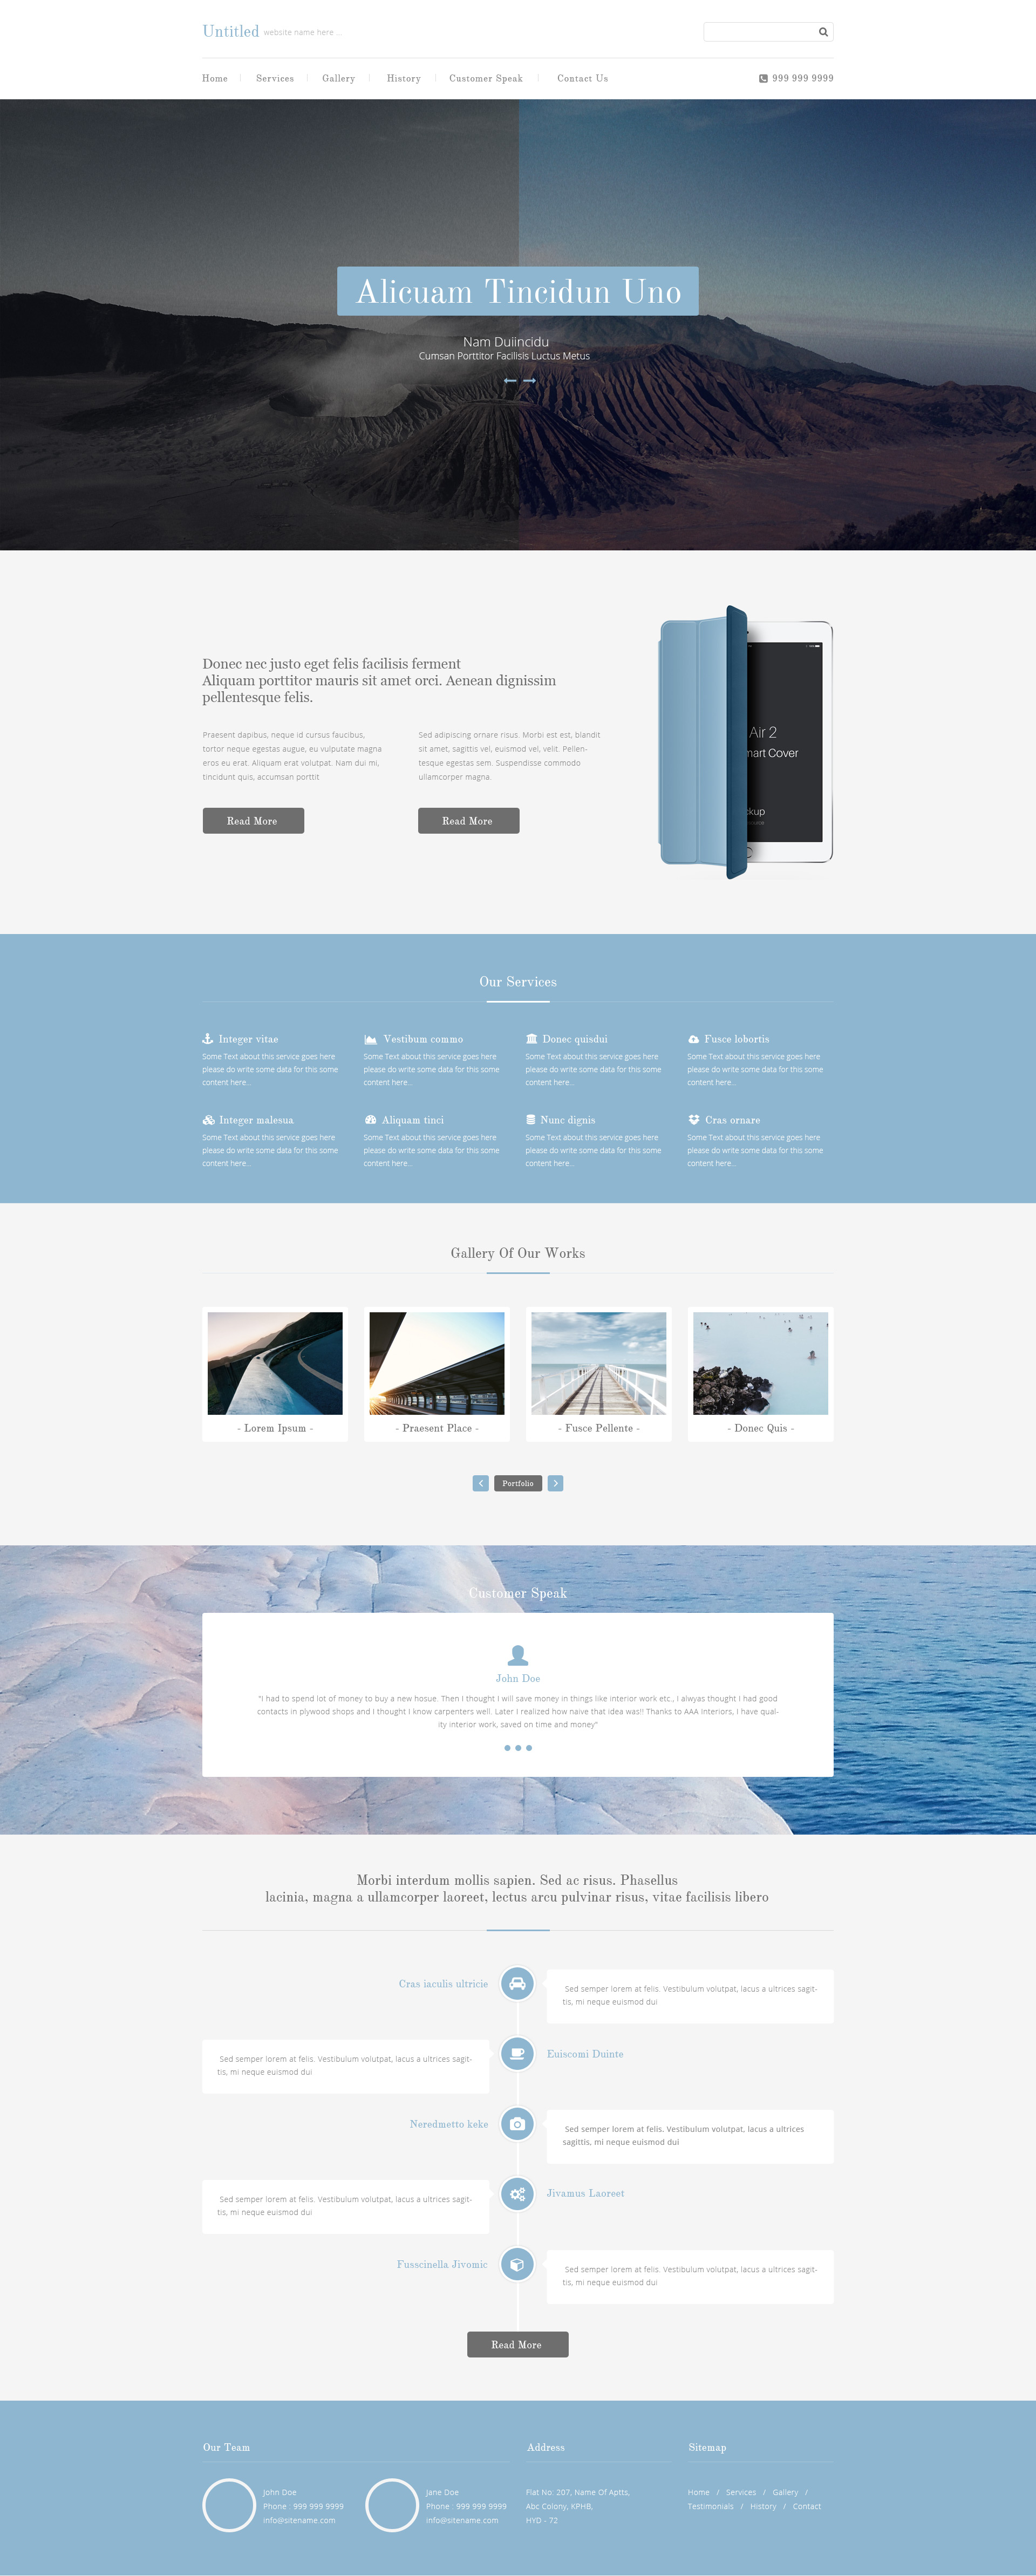 Untitled website name here ...
Home
Services
Gallery
History
Customer Speak
Contact Us
999 999 9999
Alicuam Tincidun Uno
Nam Duiincidu
Cumsan Porttitor Facilisis Luctus Metus
Donec nec justo eget felis facilisis ferment
Aliquam porttitor mauris sit amet orci. Aenean dignissim
pellentesque felis.
Praesent dapibus, neque id cursus faucibus,
tortor neque egestas augue, eu vulputate magna
eros eu erat. Aliquam erat volutpat. Nam dui mi,
tincidunt quis, accumsan porttit
Read More
Sed adipiscing ornare risus. Morbi est est, blandit
sit amet, sagittis vel, euismod vel, velit. Pellen-
tesque egestas sem. Suspendisse commodo
ullamcorper magna.
Read More
Air 2
mart Cover
ckup
Our Services
Integer vitae
Some Text about this service goes here
please do write some data for this some
content here...
Vestibum commo
Some Text about this service goes here
please do write some data for this some
content here...
Donec quisdui
Some Text about this service goes here
please do write some data for this some
content here...
Fusce lobortis
Some Text about this service goes here
please do write some data for this some
content here...
Integer malesua
Some Text about this service goes here
please do write some data for this some
content here...
Aliquam tinci
Some Text about this service goes here
please do write some data for this some
content here...
Nunc dignis
Some Text about this service goes here
please do write some data for this some
content here...
Cras ornare
Some Text about this service goes here
please do write some data for this some
content here...
Gallery Of Our Works
- Lorem Ipsum -
- Praesent Place -
- Fusce Pellente -
- Donec Quis -
Portfolio
Customer Speak
John Doe
"I had to spend lot of money to buy a new hosue. Then I thought I will save money in things like interior work etc., I alwyas thought I had good
contacts in plywood shops and I thought I know carpenters well. Later I realized how naive that idea was!! Thanks to AAA Interiors, I have qual-
ity interior work, saved on time and money"
Morbi interdum mollis sapien. Sed ac risus. Phasellus
lacinia, magna a ullamcorper laoreet, lectus arcu pulvinar risus, vitae facilisis libero
Cras iaculis ultricie
Sed semper lorem at felis. Vestibulum volutpat, lacus a ultrices sagit-
tis, mi neque euismod dui
Sed semper lorem at felis. Vestibulum volutpat, lacus a ultrices sagit-
tis, mi neque euismod dui
Euiscomi Duinte
Neredmetto keke
Sed semper lorem at felis. Vestibulum volutpat, lacus a ultrices
sagittis, mi neque euismod dui
Sed semper lorem at felis. Vestibulum volutpat, lacus a ultrices sagit-
tis, mi neque euismod dui
Jivamus Laoreet
Fusscinella Jivomic
Sed semper lorem at felis. Vestibulum volutpat, lacus a ultrices sagit-
tis, mi neque euismod dui
Read More
Our Team
John Doe
Phone : 999 999 9999
info@sitename.com
Jane Doe
Phone : 999 999 9999
info@sitename.com
Address
Flat No: 207, Name Of Aptts,
Abc Colony, KPHB,
HYD - 72
Sitemap
Home / Services / Gallery /
Testimonials / History / Contact